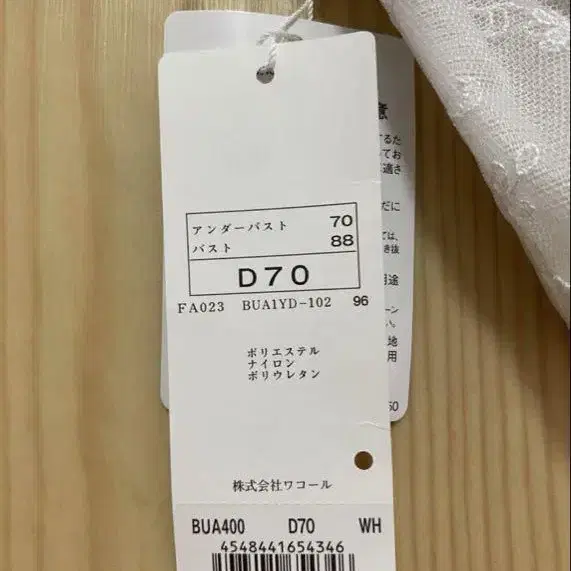 アンダーバスト 70
バスト 88
D70
FA023 BUA1YD-102 96
ポリエステル
ナイロン
ポリウレタン
株式会社ワコール
BUA400 D70 WH
4548441654346